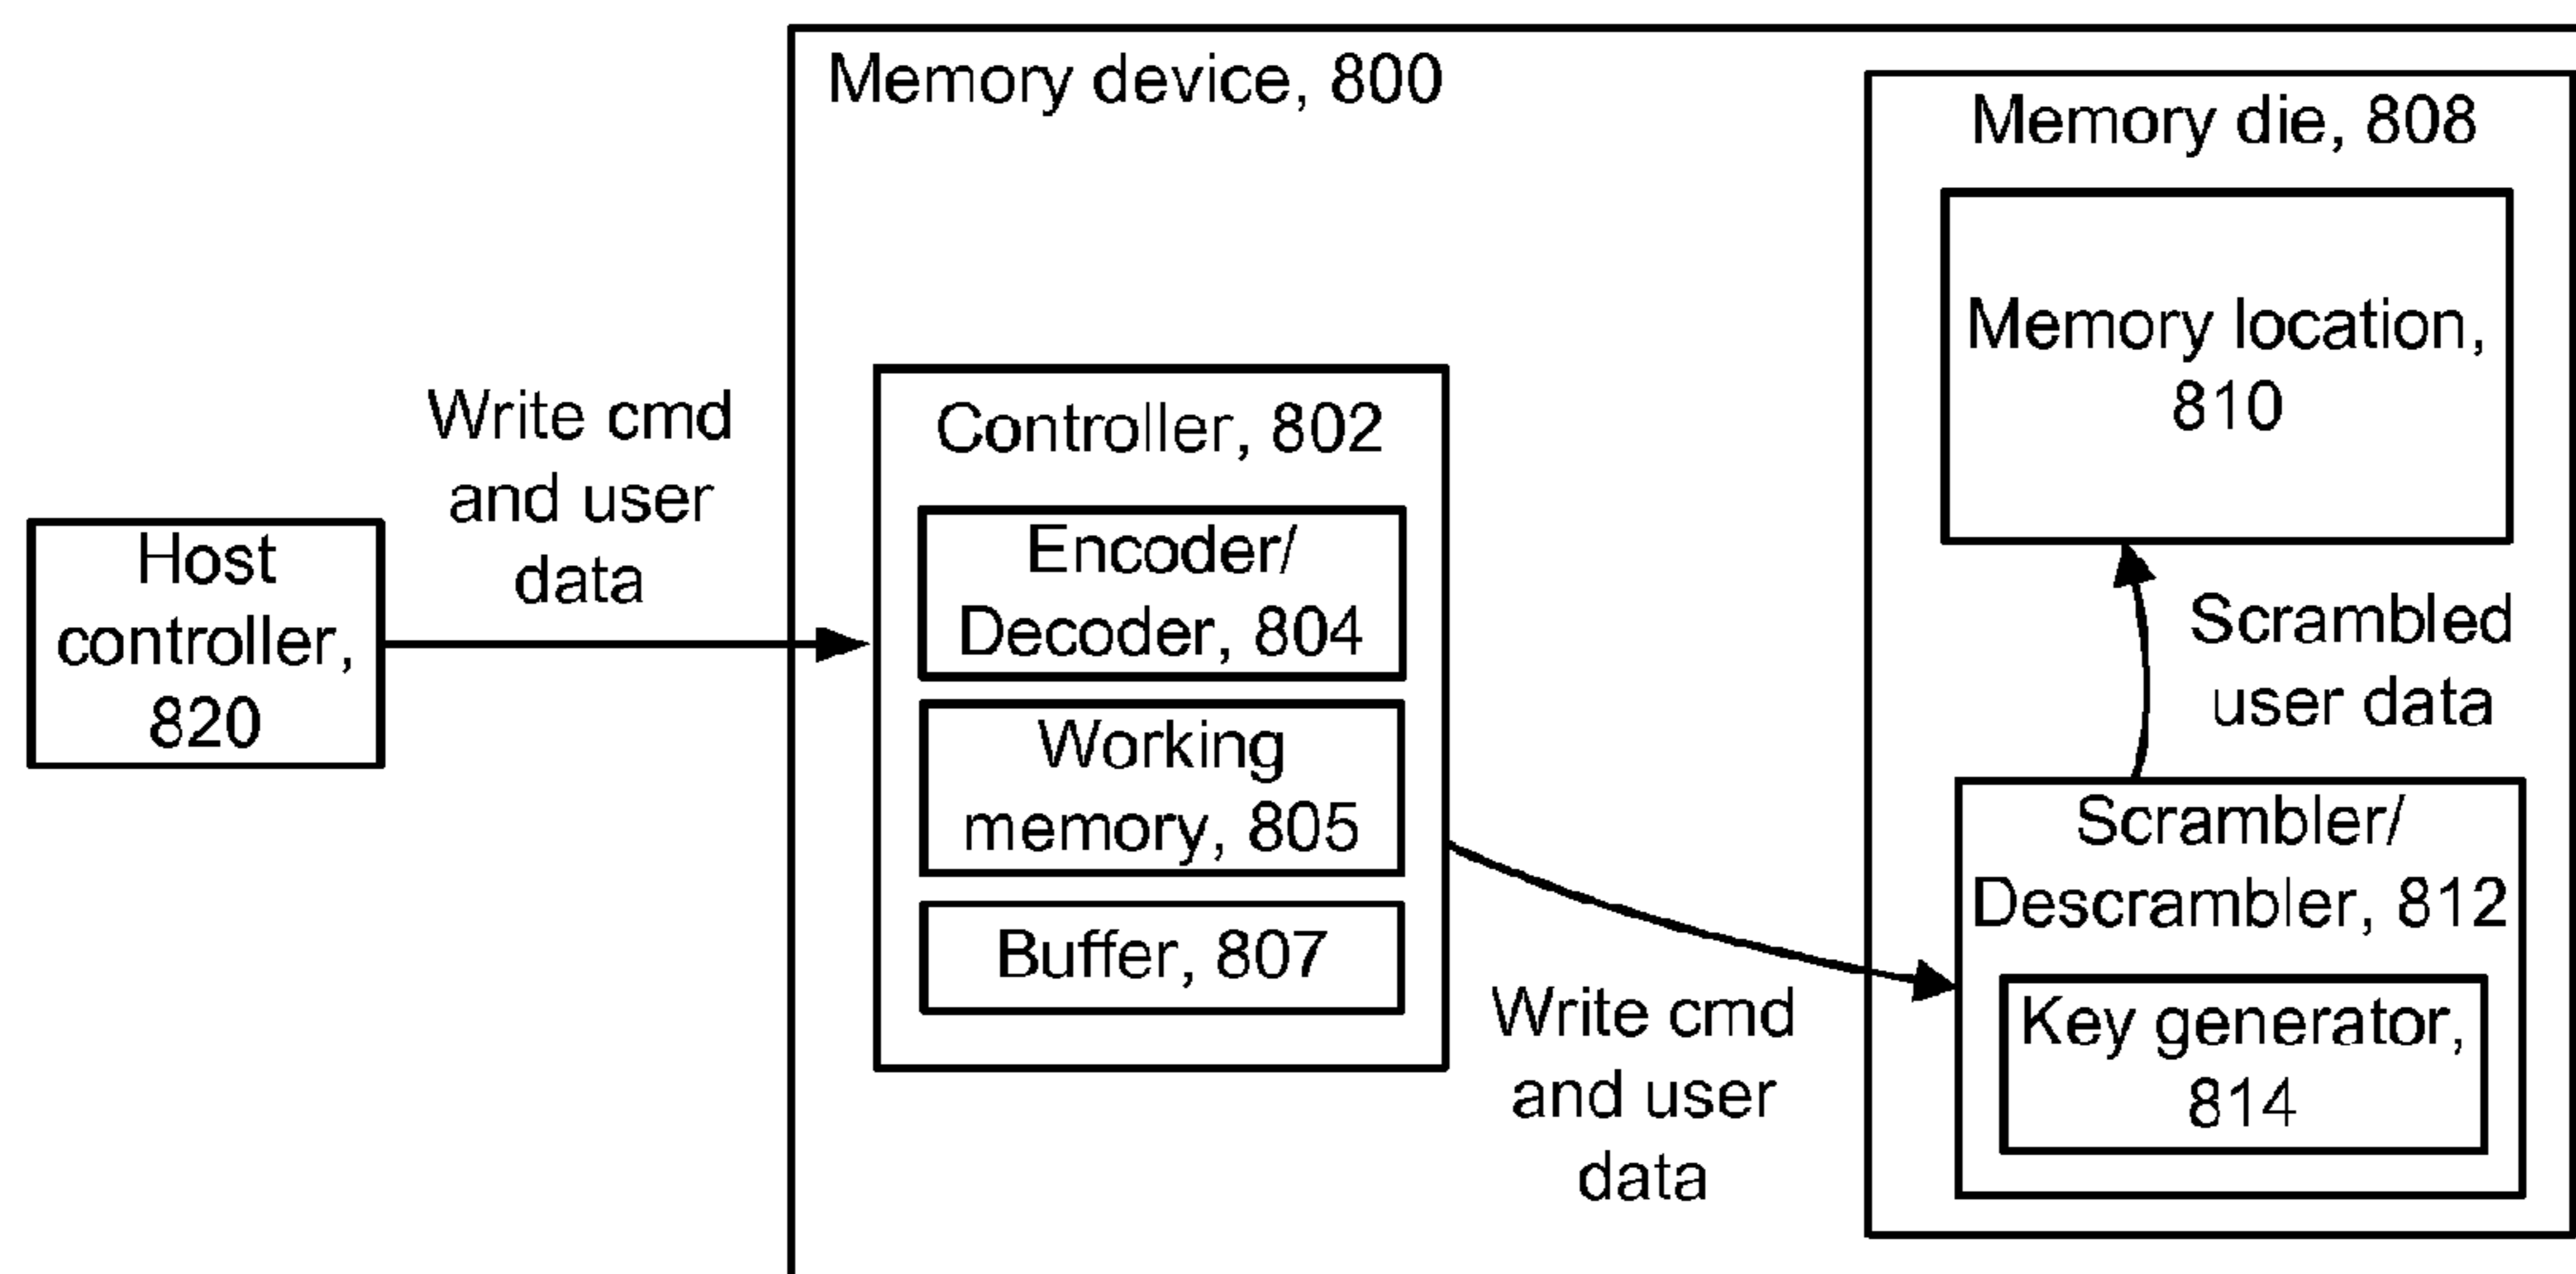 Memory device, 800
Memory die, 808
Memory location,
810
Write cmd
and user
data
Controller, 802
Host
controller,
820
Encoder/
Decoder, 804
Working
memory, 805
Buffer, 807
Scrambled
user data
Scrambler/
Descrambler, 812
Key generator,
814
Write cmd
and user
data